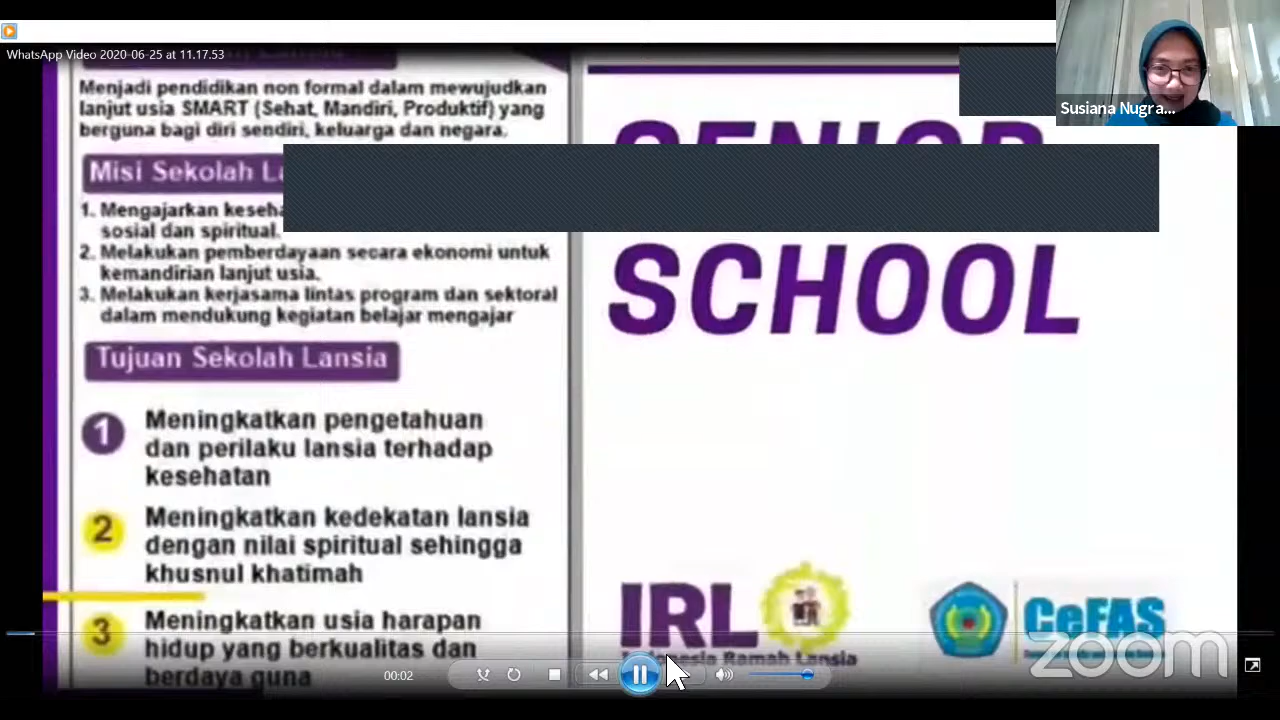 WhatsApp Video 2020-06-25 at 11.17.53
Susiana Nugra...
Menjadi pendidikan non formal dalam mewujudkan
lanjut usia SMART (Sehat, Mandiri, Produktif) yang
berguna bagi diri sendiri, keluarga dan negara.
Misi Sekolah
1. Mengajarkan
sosial dan spiritual.
2. Melakukan pemberdayaan secara ekonomi untuk
kemandirian lanjut usia.
3. Melakukan kerjasama lintas program dan sektoral
dalam mendukung kegiatan belajar mengajar
Tujuan Sekolah Lansia
1 Meningkatkan pengetahuan
dan perilaku lansia terhadap
kesehatan
2 Meningkatkan kedekatan lansia
dengan nilai spiritual sehingga
khusnul khatimah
3 Meningkatkan usia harapan
hidup yang berkualitas dan
berdaya guna
SENIOR
SCHOOL
IRL
Indonesia Ramah Lansia
CeFAS
zoom
00:02